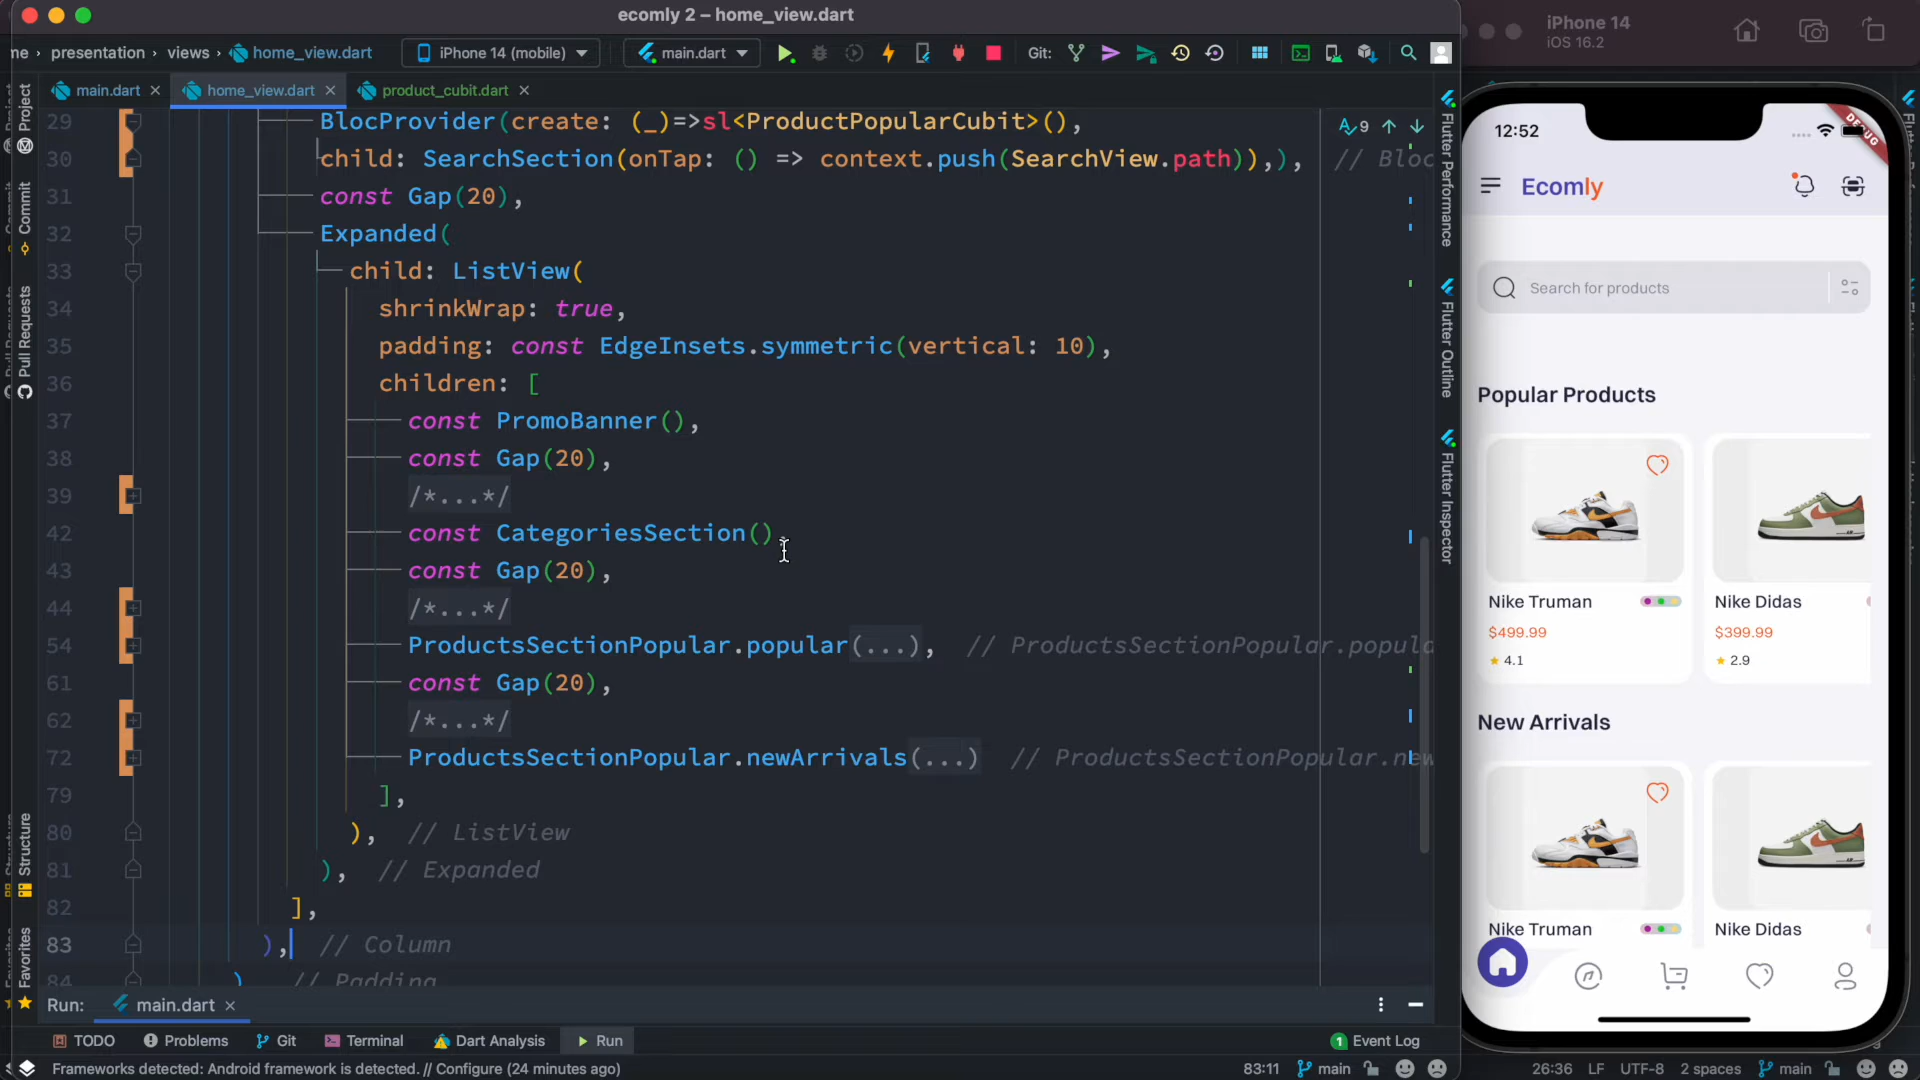 ecomly 2 – home_view.dart
me › presentation › views › home_view.dart
iPhone 14 (mobile)
main.dart
Git:
main.dart
home_view.dart
product_cubit.dart
29 BlocProvider(create: (_)=>sl<ProductPopularCubit>(),
9
30 child: SearchSection(onTap: () => context.push(SearchView.path)),), // Bloc
31 const Gap(20),
32 Expanded(
33 child: ListView(
34 shrinkWrap: true,
35 padding: const EdgeInsets.symmetric(vertical: 10),
36 children: [
37 const PromoBanner(),
38 const Gap(20),
39 /*...*/
42 const CategoriesSection(),
43 const Gap(20),
44 /*...*/
54 ProductsSectionPopular.popular(...), // ProductsSectionPopular.popula
61 const Gap(20),
62 /*...*/
72 ProductsSectionPopular.newArrivals(...) // ProductsSectionPopular.new
79 ],
80 ), // ListView
81 ), // Expanded
82 ],
83 ), // Column
84 ) // Padding
Project
Commit
Pull Requests
Structure
Favorites
Flutter Performance
Flutter Outline
Flutter Inspector
Run: main.dart
TODO Problems Git Terminal Dart Analysis Run
1 Event Log
Frameworks detected: Android framework is detected. // Configure (24 minutes ago)
83:11 main
iPhone 14
iOS 16.2
12:52
DEBUG
Ecomly
Search for products
Popular Products
Nike Truman
$499.99
4.1
Nike Didas
$399.99
2.9
New Arrivals
Nike Truman
Nike Didas
26:36 LF UTF-8 2 spaces main